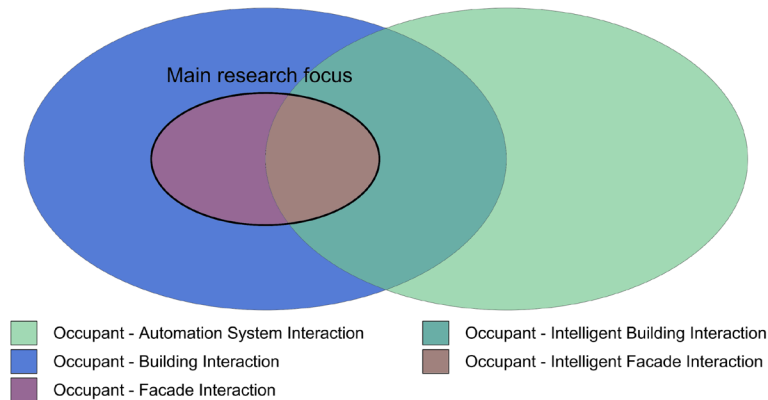 Main research focus
Occupant - Automation System Interaction
Occupant - Building Interaction
Occupant - Facade Interaction
Occupant - Intelligent Building Interaction
Occupant - Intelligent Facade Interaction